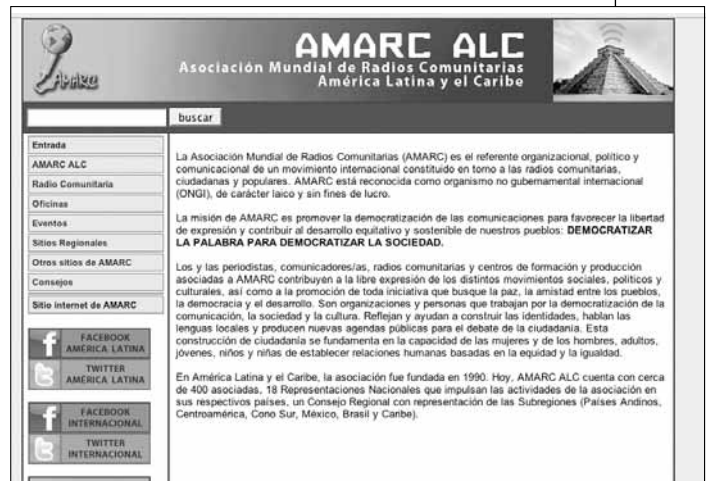 AMARC
AMARC ALC
Asociación Mundial de Radios Comunitarias
América Latina y el Caribe
buscar
Entrada
AMARC ALC
Radio Comunitaria
Oficinas
Eventos
Sitios Regionales
Otros sitios de AMARC
Consejos
Sitio internet de AMARC
FACEBOOK
AMÉRICA LATINA
TWITTER
AMÉRICA LATINA
FACEBOOK
INTERNACIONAL
TWITTER
INTERNACIONAL
La Asociación Mundial de Radios Comunitarias (AMARC) es el referente organizacional, político y
comunicacional de un movimiento internacional constituido en torno a las radios comunitarias,
ciudadanas y populares. AMARC está reconocida como organismo no gubernamental internacional
(ONGI), de carácter laico y sin fines de lucro.
La misión de AMARC es promover la democratización de las comunicaciones para favorecer la libertad
de expresión y contribuir al desarrollo equitativo y sostenible de nuestros pueblos: DEMOCRATIZAR
LA PALABRA PARA DEMOCRATIZAR LA SOCIEDAD.
Los y las periodistas, comunicadores/as, radios comunitarias y centros de formación y producción
asociadas a AMARC contribuyen a la libre expresión de los distintos movimientos sociales, políticos y
culturales, así como a la promoción de toda iniciativa que busque la paz, la amistad entre los pueblos,
la democracia y el desarrollo. Son organizaciones y personas que trabajan por la democratización de la
comunicación, la sociedad y la cultura. Reflejan y ayudan a construir las identidades, hablan las
lenguas locales y producen nuevas agendas públicas para el debate de la ciudadanía. Esta
construcción de ciudadanía se fundamenta en la capacidad de las mujeres y de los hombres, adultos,
jóvenes, niños y niñas de establecer relaciones humanas basadas en la equidad y la igualdad.
En América Latina y el Caribe, la asociación fue fundada en 1990. Hoy, AMARC ALC cuenta con cerca
de 400 asociadas, 18 Representaciones Nacionales que impulsan las actividades de la asociación en
sus respectivos países, un Consejo Regional con representación de las Subregiones (Países Andinos,
Centroamérica, Cono Sur, México, Brasil y Caribe).